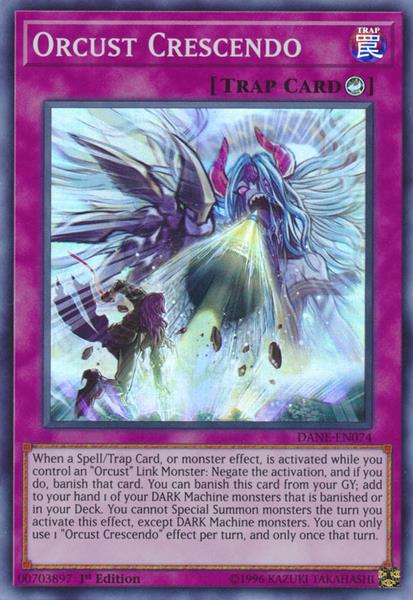 ORCUST CRESCENDO
TRAP
罠
[TRAP CARD ]
DANE-EN074
When a Spell/Trap Card, or monster effect, is activated while you
control an "Orcust" Link Monster: Negate the activation, and if you
do, banish that card. You can banish this card from your GY; add
to your hand 1 of your DARK Machine monsters that is banished or
in your Deck. You cannot Special Summon monsters the turn you
activate this effect, except DARK Machine monsters. You can only
use 1 "Orcust Crescendo" effect per turn, and only once that turn.
00703897 1st Edition ©1996 KAZUKI TAKAHASHI